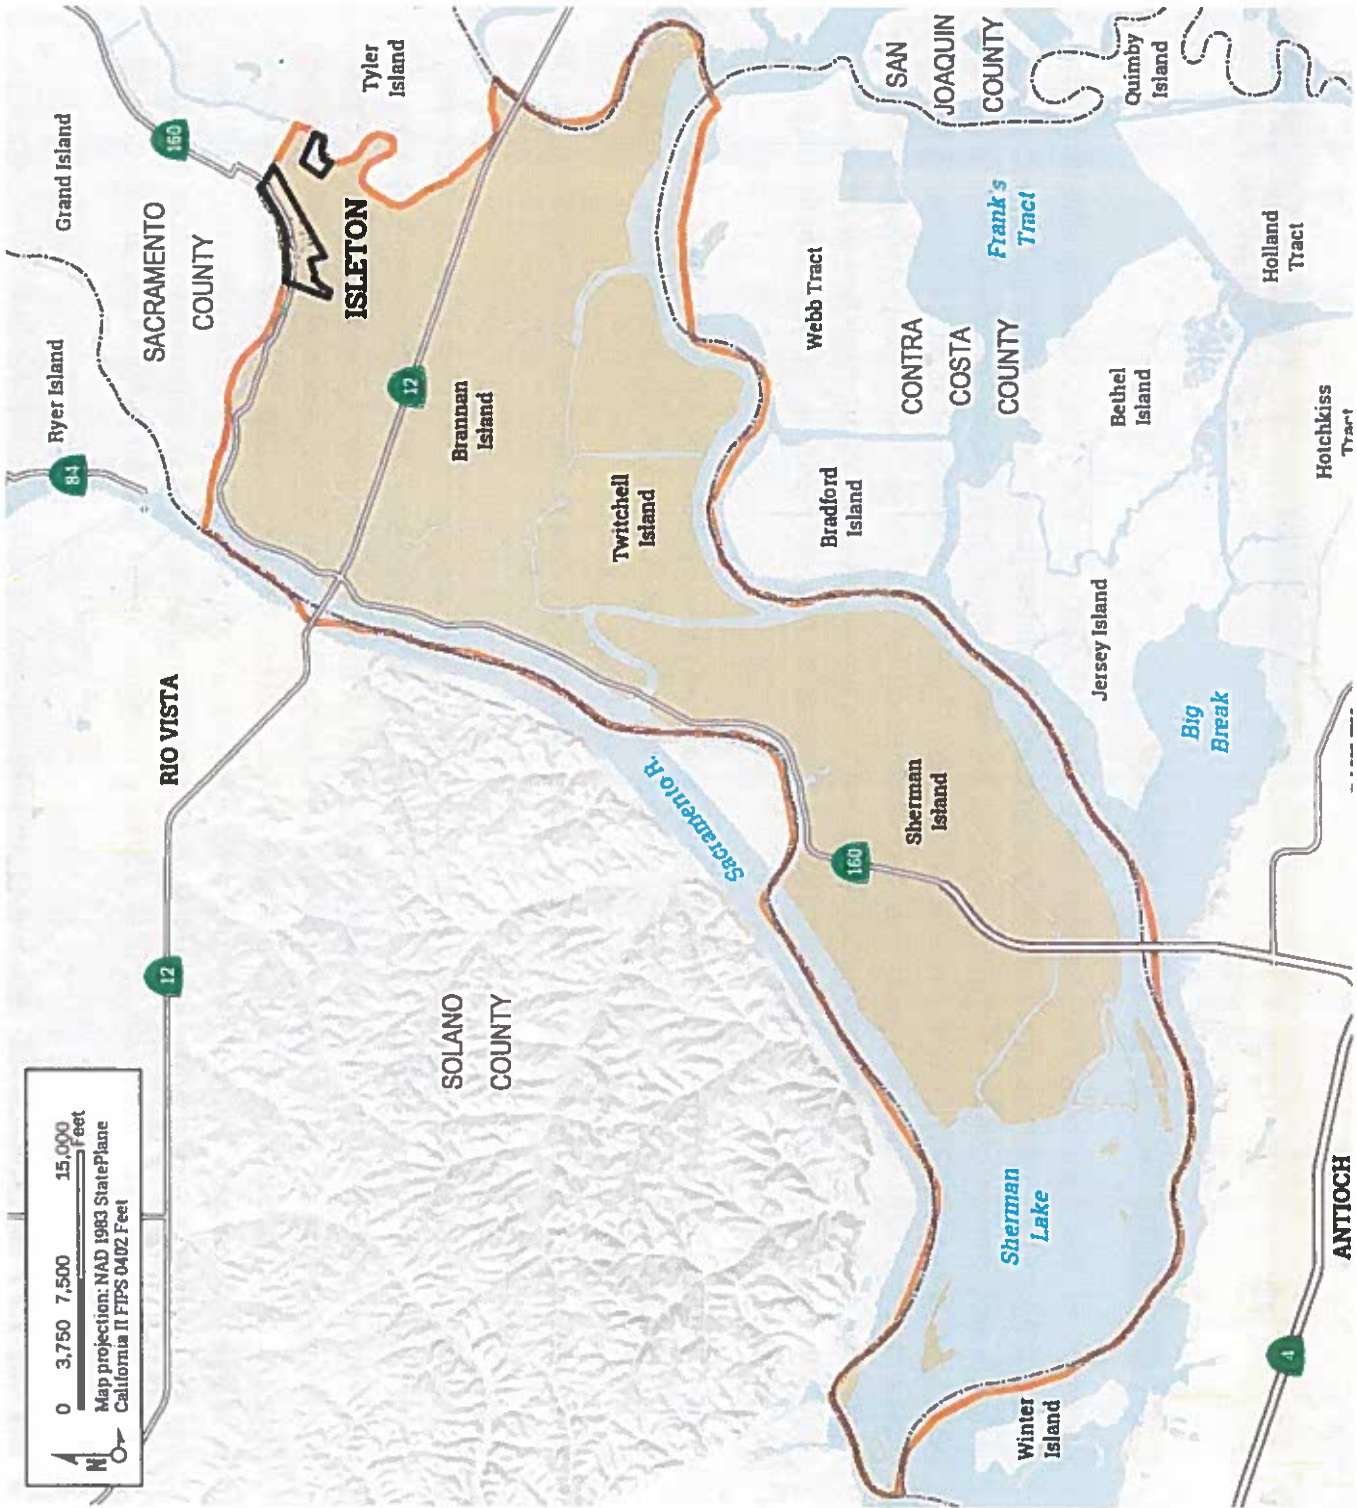 0 3,750 7,500 15,000
Feet
Map projection: NAD 1983 StatePlane
California II FIPS 0402 Feet
N
84
Ryer Island
Grand Island
160
12
RIO VISTA
SACRAMENTO
COUNTY
ISLETON
Tyler
Island
12
Brannan
Island
SOLANO
COUNTY
Twitchell
Island
Sacramento R.
Webb Tract
Bradford
Island
160
Sherman
Island
SAN
JOAQUIN
COUNTY
CONTRA
COSTA
COUNTY
Frank's
Tract
Sherman
Lake
Winter
Island
Jersey Island
Bethel
Island
Quimby
Island
Big
Break
Holland
Tract
4
ANTIOCH
Hotchkiss
Tract